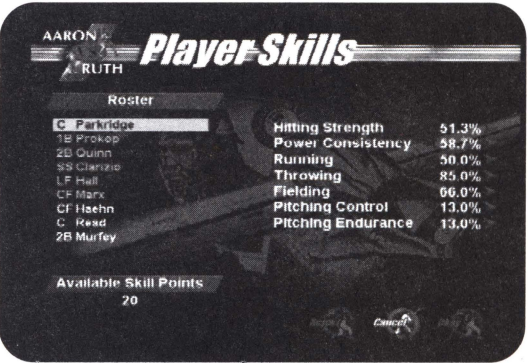 AARON
RUTH
Player Skills
Roster
C Parkridge
1B Prokop
2B Quinn
SS Clarizio
LF Hall
CF Marx
CF Haehn
C Read
2B Murfey
Hitting Strength 51.3%
Power Consistency 58.7%
Running 50.0%
Throwing 85.0%
Fielding 66.0%
Pitching Control 13.0%
Pitching Endurance 13.0%
Available Skill Points
20
Cancel